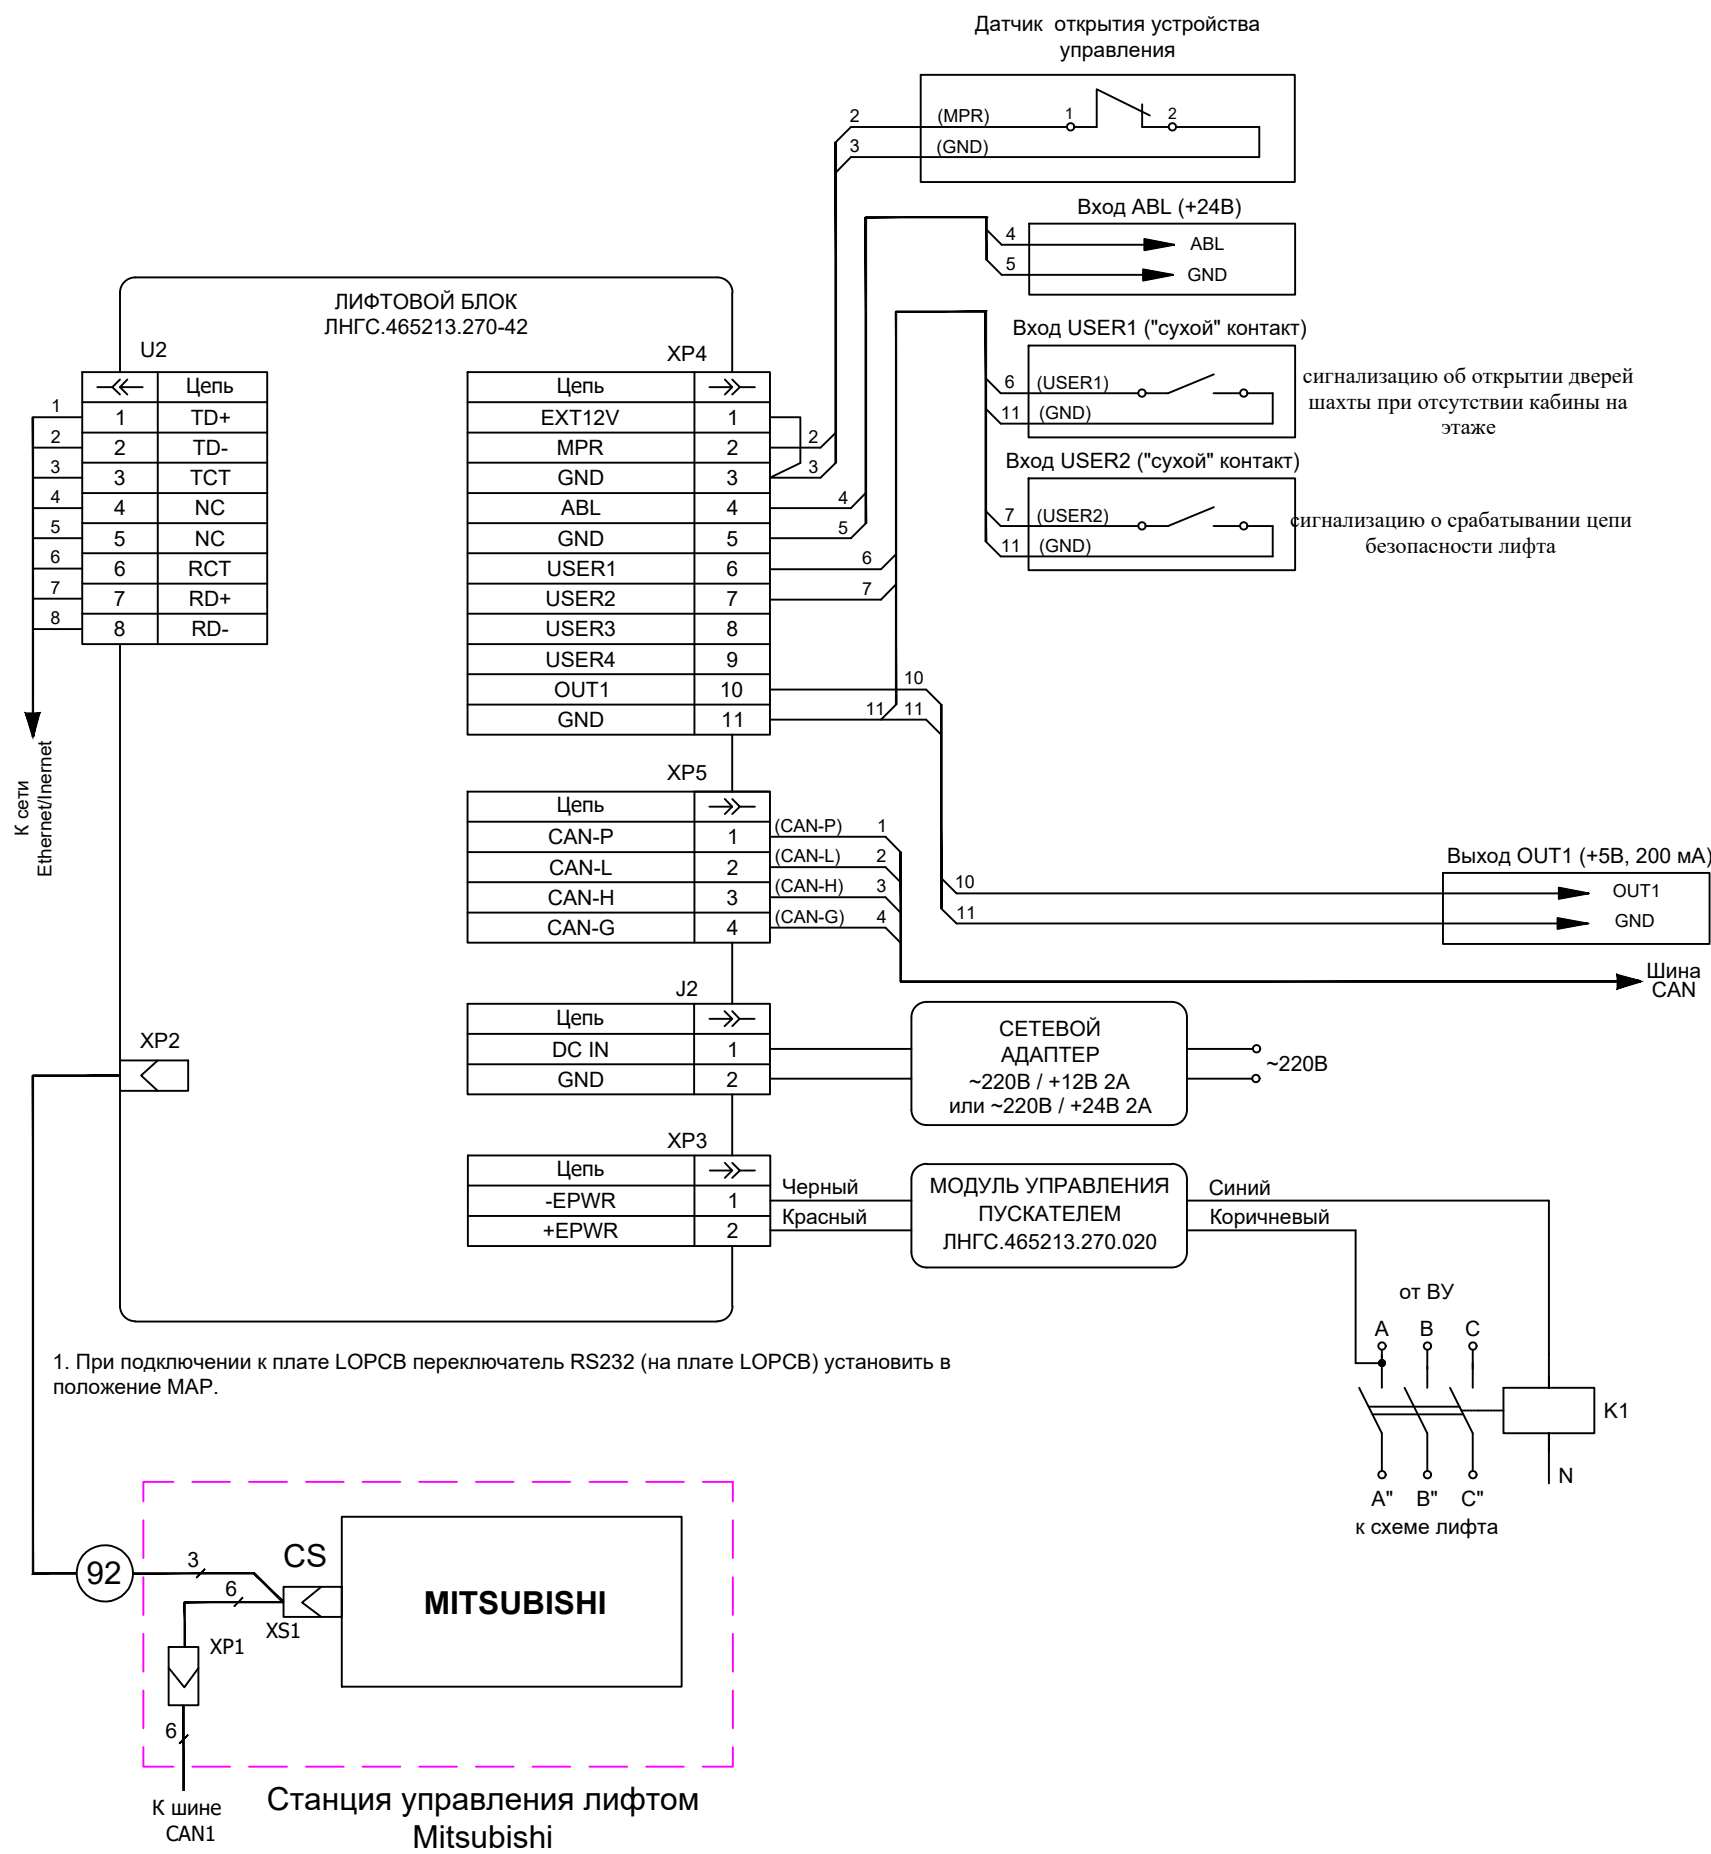 Датчик открытия устройства
управления
2 (MPR) 1 2
3 (GND)
Вход ABL (+24В)
4 ABL
5 GND
ЛИФТОВОЙ БЛОК
ЛНГС.465213.270-42
Вход USER1 ("сухой" контакт)
6 (USER1)
11 (GND)
сигнализацию об открытии дверей
шахты при отсутствии кабины на
этаже
Вход USER2 ("сухой" контакт)
7 (USER2)
11 (GND)
сигнализацию о срабатывании цепи
безопасности лифта
U2
Цепь
1 1 TD+
2 2 TD-
3 3 TCT
4 4 NC
5 5 NC
6 6 RCT
7 7 RD+
8 8 RD-
К сети
Ethernet/Inernet
XP4
Цепь
EXT12V 1
MPR 2 2
GND 3 3
ABL 4 4
GND 5 5
USER1 6 6
USER2 7 7
USER3 8
USER4 9
OUT1 10 10
GND 11 11 11
XP5
Цепь
CAN-P 1 (CAN-P) 1
CAN-L 2 (CAN-L) 2
CAN-H 3 (CAN-H) 3
CAN-G 4 (CAN-G) 4
Выход OUT1 (+5В, 200 мА)
10 OUT1
11 GND
Шина
CAN
J2
Цепь
DC IN 1
GND 2
СЕТЕВОЙ
АДАПТЕР
~220В / +12В 2А
или ~220В / +24В 2А
~220В
XP2
XP3
Цепь
-EPWR 1 Черный
+EPWR 2 Красный
МОДУЛЬ УПРАВЛЕНИЯ
ПУСКАТЕЛЕМ
ЛНГС.465213.270.020
Синий
Коричневый
от ВУ
A B C
K1
N
A" B" C"
к схеме лифта
1. При подключении к плате LOPCB переключатель RS232 (на плате LOPCB) установить в
положение MAP.
92
3
6
CS
MITSUBISHI
XS1
XP1
6
К шине
CAN1
Станция управления лифтом
Mitsubishi